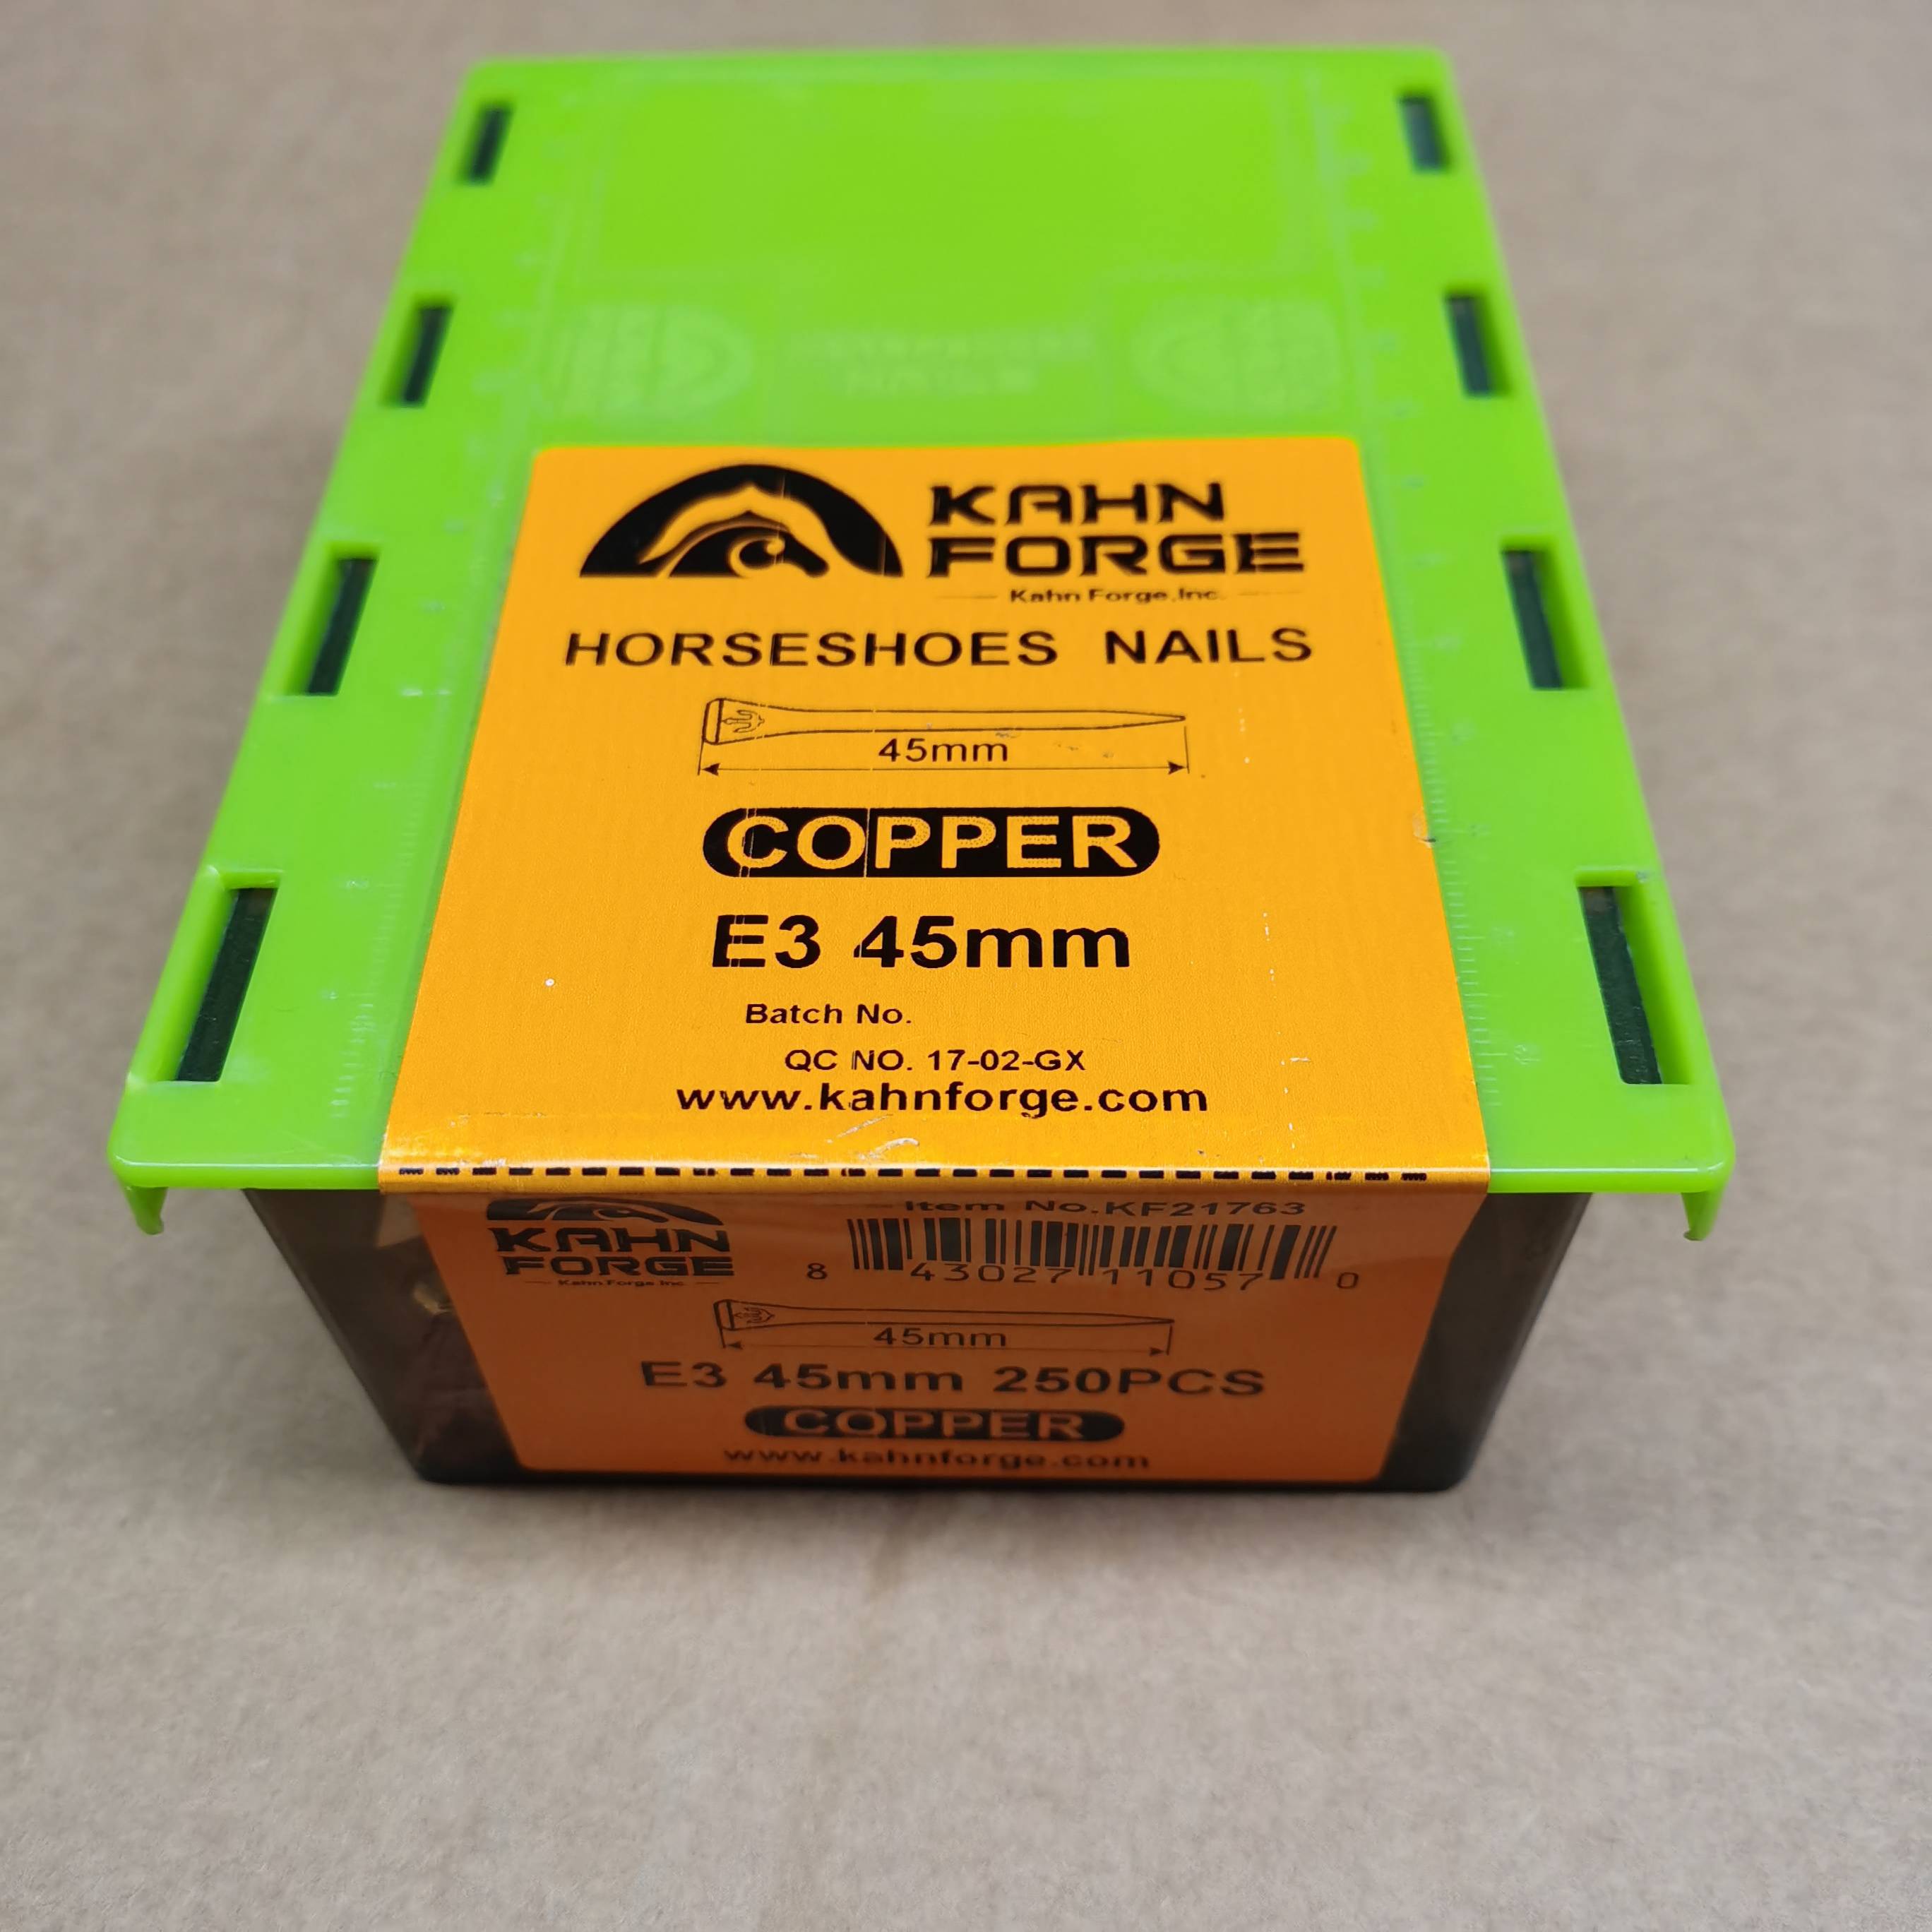 KAHN
FORGE
Kahn Forge,Inc.
HORSESHOES NAILS
45mm
COPPER
E3 45mm
Batch No.
QC NO. 17-02-GX
www.kahnforge.com
KAHN
FORGE
Kahn Forge,Inc.
Item No.KF21763
8 43027 11057 0
45mm
E3 45mm 250PCS
COPPER
www.kahnforge.com